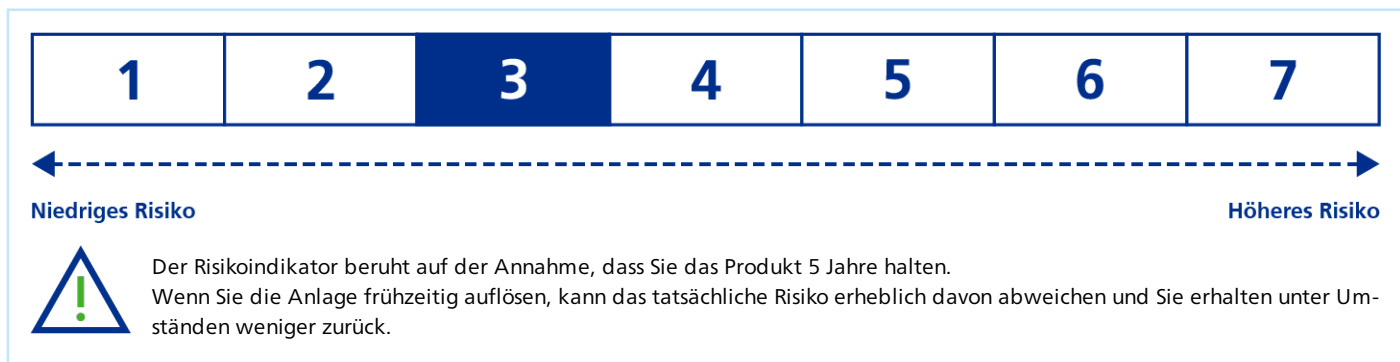 1 2 3 4 5 6 7
Niedriges Risiko Höheres Risiko
Der Risikoindikator beruht auf der Annahme, dass Sie das Produkt 5 Jahre halten.
Wenn Sie die Anlage frühzeitig auflösen, kann das tatsächliche Risiko erheblich davon abweichen und Sie erhalten unter Um-
ständen weniger zurück.